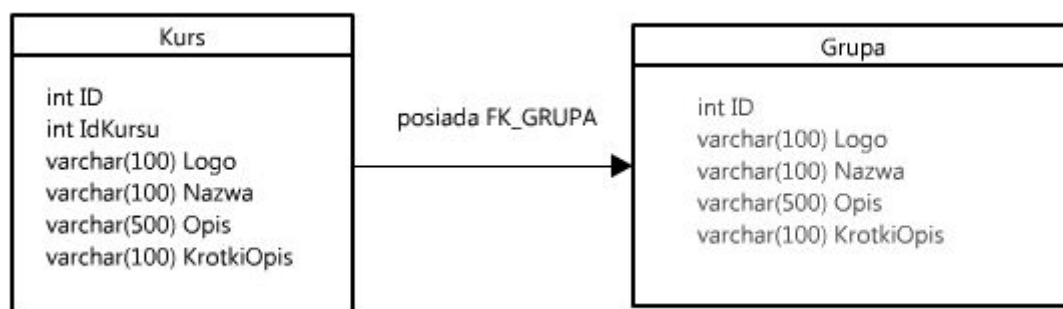 Kurs
int ID
int IdKursu
varchar(100) Logo
varchar(100) Nazwa
varchar(500) Opis
varchar(100) KrotkiOpis
posiada FK_GRUPA
Grupa
int ID
varchar(100) Logo
varchar(100) Nazwa
varchar(500) Opis
varchar(100) KrotkiOpis